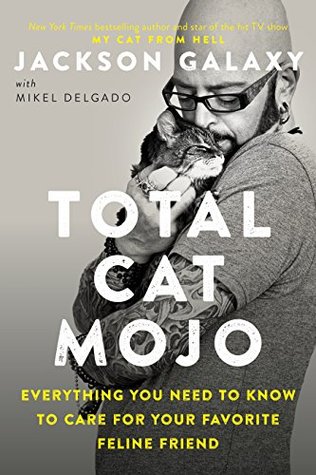 New York Times bestselling author and star of the hit TV show
MY CAT FROM HELL
JACKSON GALAXY
with
MIKEL DELGADO
TOTAL
CAT
MOJO
EVERYTHING YOU NEED TO KNOW
TO CARE FOR YOUR FAVORITE
FELINE FRIEND